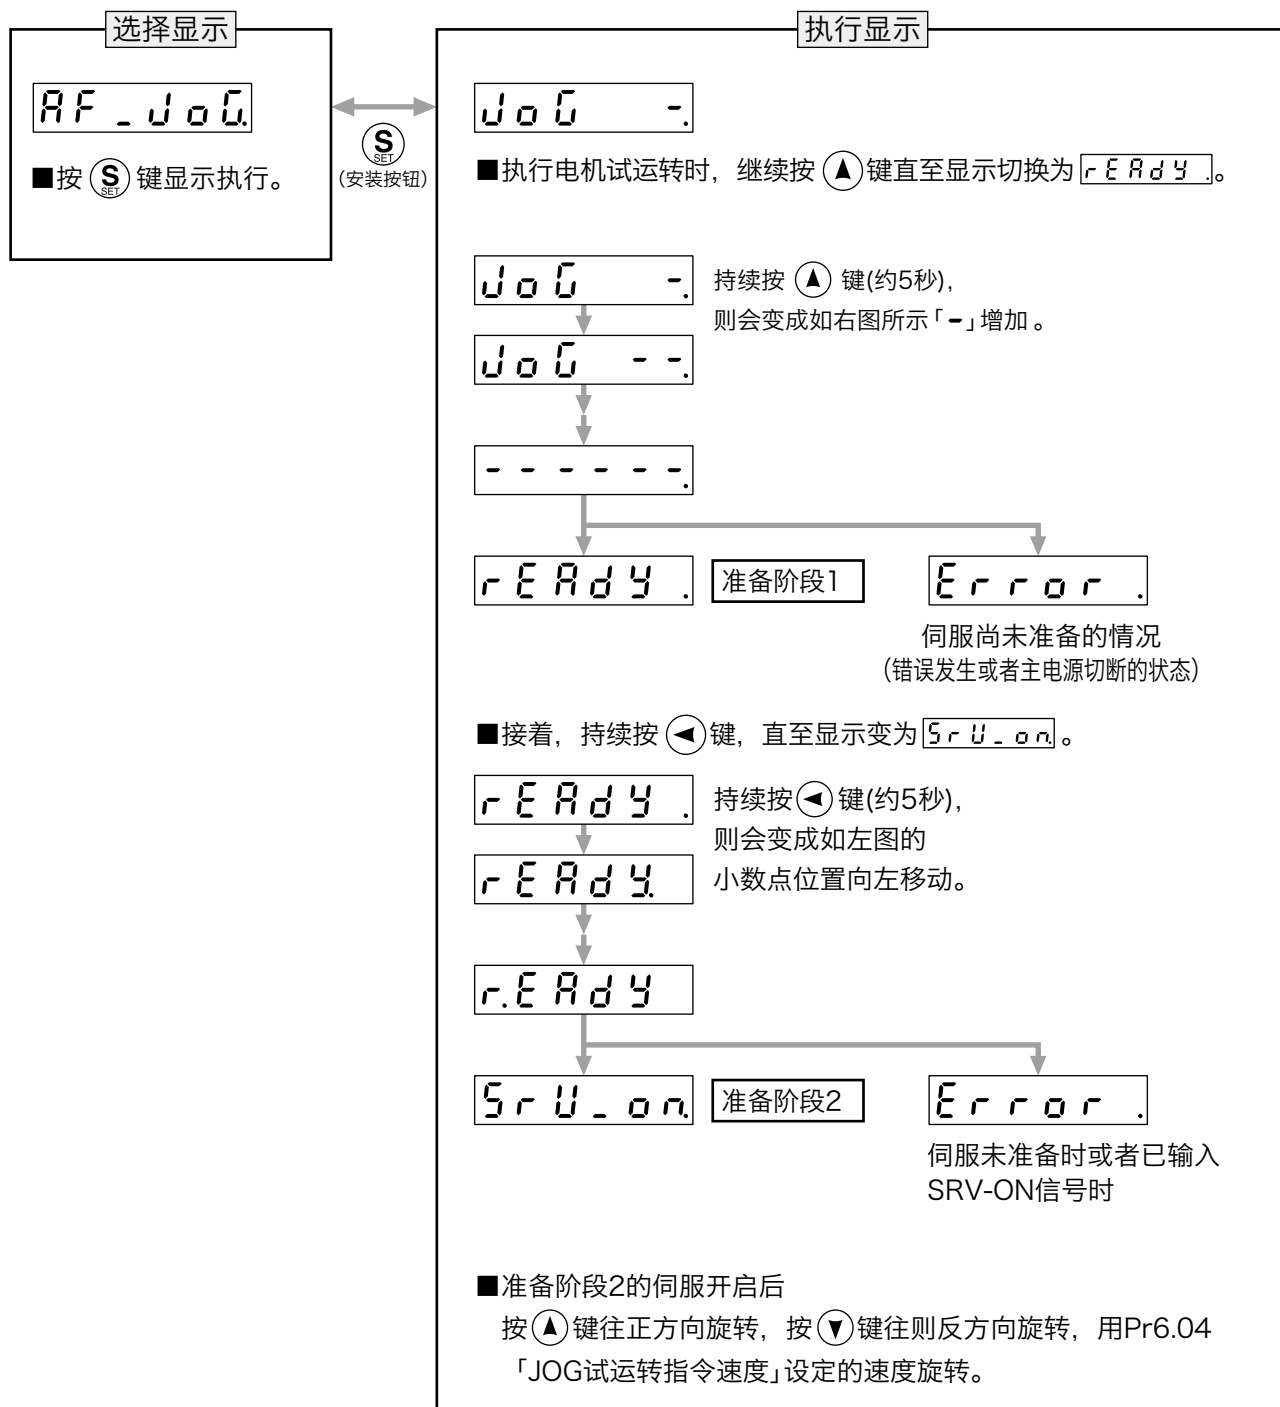 选择显示
AF_JoG.
■按 S SET 键显示执行。
S SET
(安装按钮)
执行显示
JoG -.
■执行电机试运转时，继续按▲键直至显示切换为 rEAdy .。
JoG -.
持续按▲键(约5秒),
则会变成如右图所示「-」增加。
JoG --.
------.
rEAdy .
准备阶段1
Error .
伺服尚未准备的情况
(错误发生或者主电源切断的状态)
■接着，持续按◀键，直至显示变为SrU_on.。
rEAdy .
持续按◀键(约5秒),
则会变成如左图的
rEAdy.
小数点位置向左移动。
r.EAdy
SrU_on.
准备阶段2
Error .
伺服未准备时或者已输入
SRV-ON信号时
■准备阶段2的伺服开启后
按▲键往正方向旋转，按▼键往则反方向旋转，用Pr6.04
「JOG试运转指令速度」设定的速度旋转。